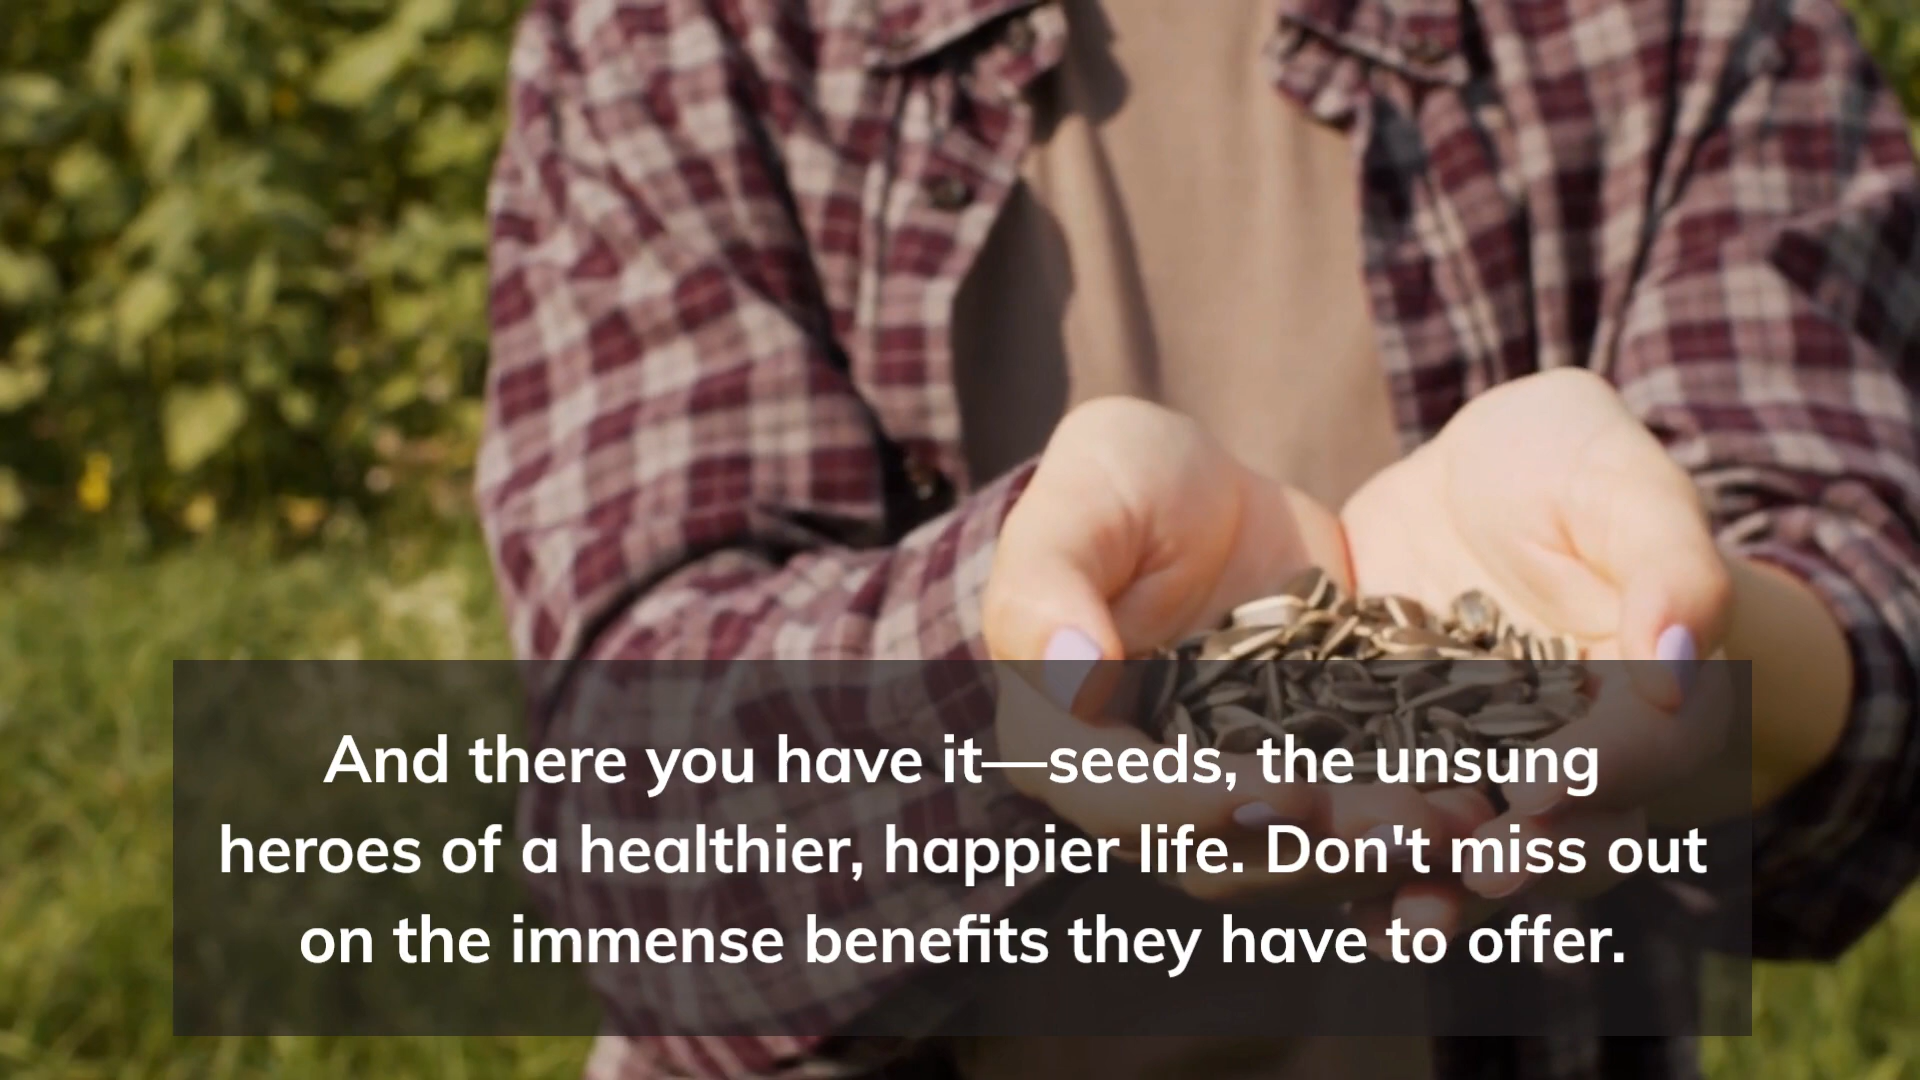 And there you have it—seeds, the unsung
heroes of a healthier, happier life. Don't miss out
on the immense benefits they have to offer.